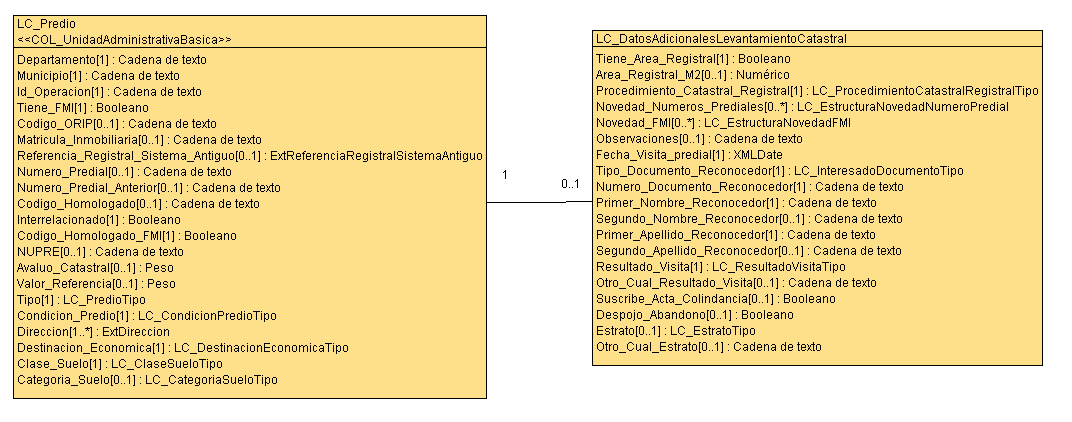 LC_Predio
<<COL_UnidadAdministrativaBasica>>
Departamento[1] : Cadena de texto
Municipio[1] : Cadena de texto
Id_Operacion[1] : Cadena de texto
Tiene_FMI[1] : Booleano
Codigo_ORIP[0..1] : Cadena de texto
Matricula_Inmobiliaria[0..1] : Cadena de texto
Referencia_Registral_Sistema_Antiguo[0..1] : ExtReferenciaRegistralSistemaAntiguo
Numero_Predial[0..1] : Cadena de texto
Numero_Predial_Anterior[0..1] : Cadena de texto
Codigo_Homologado[0..1] : Cadena de texto
Interrelacionado[1] : Booleano
Codigo_Homologado_FMI[1] : Booleano
NUPRE[0..1] : Cadena de texto
Avaluo_Catastral[0..1] : Peso
Valor_Referencia[0..1] : Peso
Tipo[1] : LC_PredioTipo
Condicion_Predio[1] : LC_CondicionPredioTipo
Direccion[1..*] : ExtDireccion
Destinacion_Economica[1] : LC_DestinacionEconomicaTipo
Clase_Suelo[1] : LC_ClaseSueloTipo
Categoria_Suelo[0..1] : LC_CategoriaSueloTipo
1
0..1
LC_DatosAdicionalesLevantamientoCatastral
Tiene_Area_Registral[1] : Booleano
Area_Registral_M2[0..1] : Numérico
Procedimiento_Catastral_Registral[1] : LC_ProcedimientoCatastralRegistralTipo
Novedad_Numeros_Prediales[0..*] : LC_EstructuraNovedadNumeroPredial
Novedad_FMI[0..*] : LC_EstructuraNovedadFMI
Observaciones[0..1] : Cadena de texto
Fecha_Visita_predial[1] : XMLDate
Tipo_Documento_Reconocedor[1] : LC_InteresadoDocumentoTipo
Numero_Documento_Reconocedor[1] : Cadena de texto
Primer_Nombre_Reconocedor[1] : Cadena de texto
Segundo_Nombre_Reconocedor[0..1] : Cadena de texto
Primer_Apellido_Reconocedor[1] : Cadena de texto
Segundo_Apellido_Reconocedor[0..1] : Cadena de texto
Resultado_Visita[1] : LC_ResultadoVisitaTipo
Otro_Cual_Resultado_Visita[0..1] : Cadena de texto
Suscribe_Acta_Colindancia[0..1] : Booleano
Despojo_Abandono[0..1] : Booleano
Estrato[0..1] : LC_EstratoTipo
Otro_Cual_Estrato[0..1] : Cadena de texto